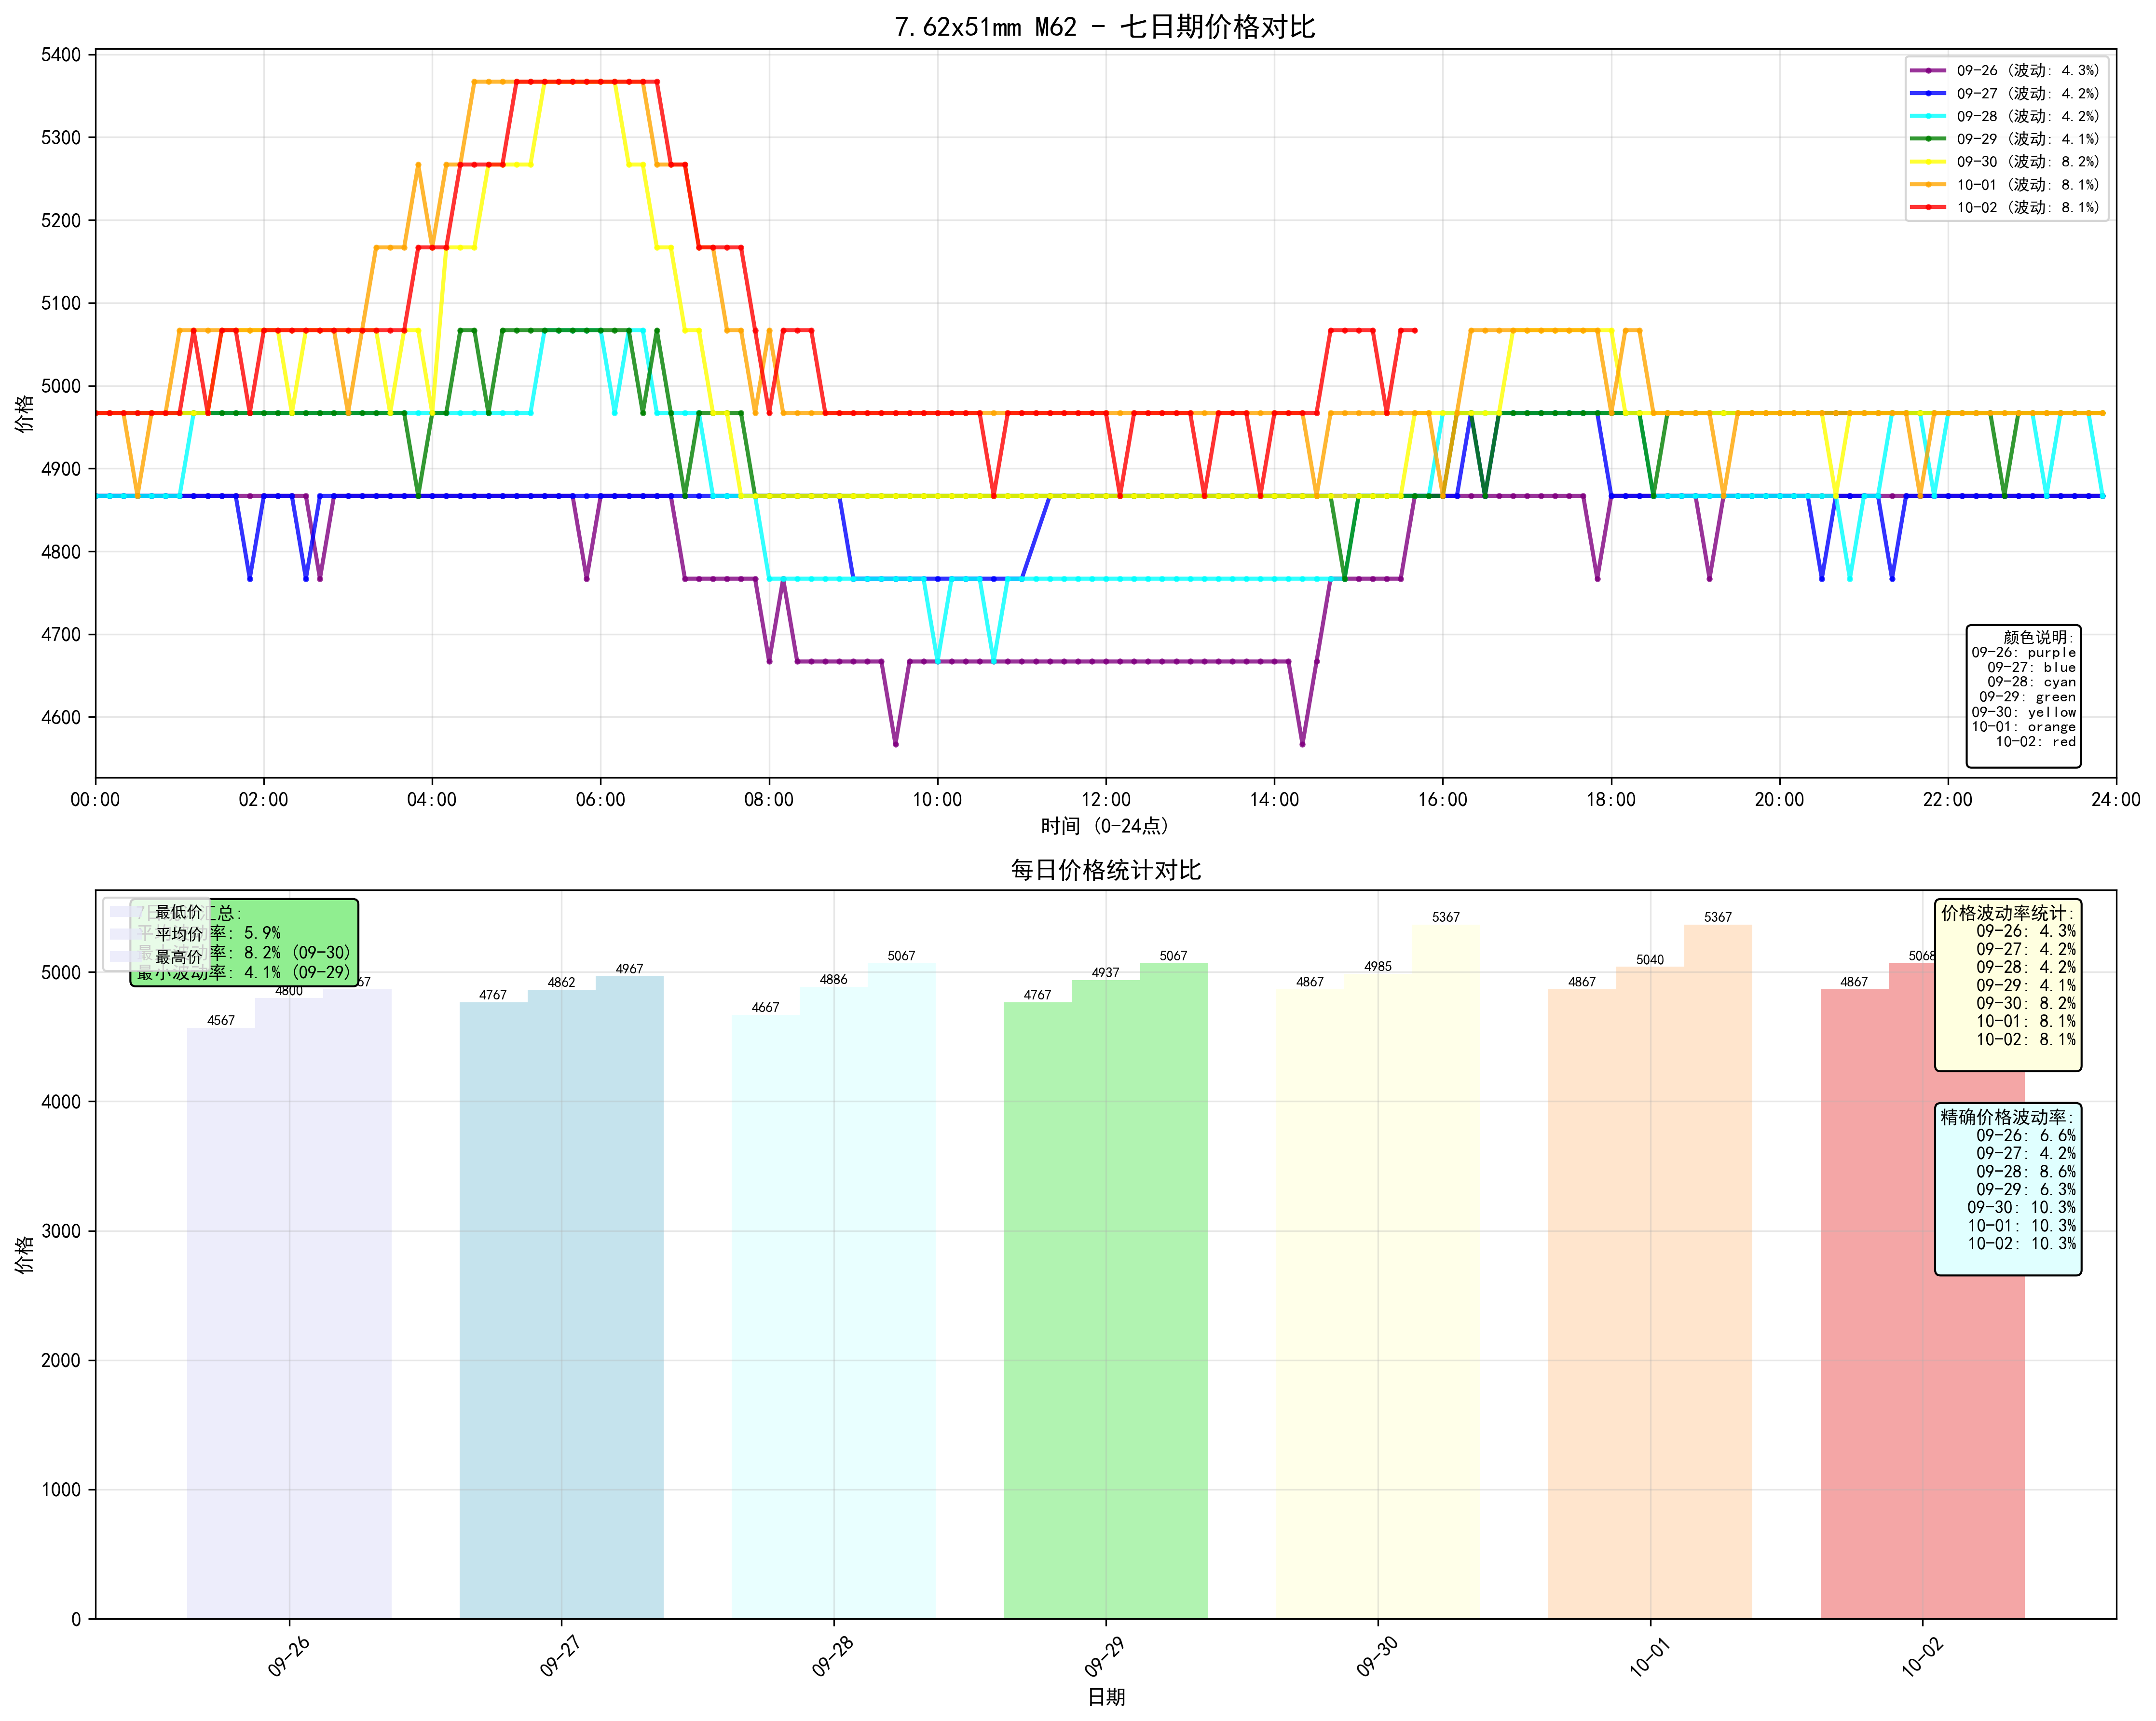 7.62x51mm M62 - 七日期价格对比
价格
5400
5300
5200
5100
5000
4900
4800
4700
4600
09-26 (波动: 4.3%)
09-27 (波动: 4.2%)
09-28 (波动: 4.2%)
09-29 (波动: 4.1%)
09-30 (波动: 8.2%)
10-01 (波动: 8.1%)
10-02 (波动: 8.1%)
颜色说明:
09-26: purple
09-27: blue
09-28: cyan
09-29: green
09-30: yellow
10-01: orange
10-02: red
00:00 02:00 04:00 06:00 08:00 10:00 12:00 14:00 16:00 18:00 20:00 22:00 24:00
时间 (0-24点)
每日价格统计对比
价格
5000
4000
3000
2000
1000
0
最低价
平均价
最高价
汇总:
率: 5.9%
率: 8.2% (09-30)
最小波动率: 4.1% (09-29)
4567 4800 67
4767 4862 4967
4667 4886 5067
4767 4937 5067
4867 4985 5367
4867 5040 5367
4867 5068
价格波动率统计:
09-26: 4.3%
09-27: 4.2%
09-28: 4.2%
09-29: 4.1%
09-30: 8.2%
10-01: 8.1%
10-02: 8.1%
精确价格波动率:
09-26: 6.6%
09-27: 4.2%
09-28: 8.6%
09-29: 6.3%
09-30: 10.3%
10-01: 10.3%
10-02: 10.3%
09-26 09-27 09-28 09-29 09-30 10-01 10-02
日期